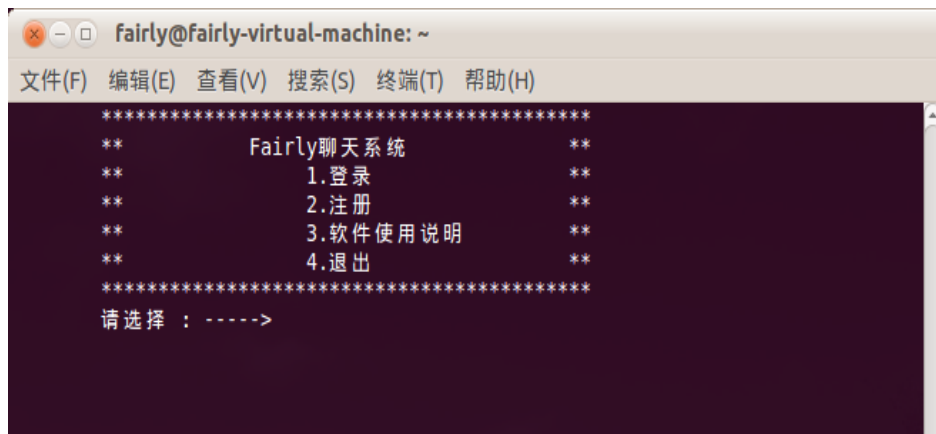 fairly@fairly-virtual-machine: ~
文件(F) 编辑(E) 查看(V) 搜索(S) 终端(T) 帮助(H)
*******************************************
** Fairly聊天系统 **
** 1.登录 **
** 2.注册 **
** 3.软件使用说明 **
** 4.退出 **
*******************************************
请选择 : ----->